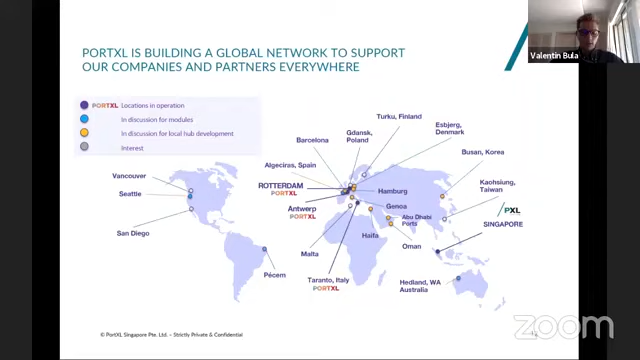 PORTXL IS BUILDING A GLOBAL NETWORK TO SUPPORT
OUR COMPANIES AND PARTNERS EVERYWHERE
Valentin Bula
PORTXL Locations in operation
In discussion for modules
In discussion for local hub development
Interest
Turku, Finland
Gdansk,
Poland
Esbjerg,
Denmark
Barcelona
Busan, Korea
Algeciras, Spain
Vancouver
Seattle
ROTTERDAM
PORTXL
Hamburg
Kaohsiung,
Taiwan
Antwerp
PORTXL
Genoa
Abu Dhabi
Ports
/PXL
SINGAPORE
San Diego
Haifa
Oman
Malta
Pécem
Taranto, Italy
PORTXL
Hedland, WA
Australia
© PortXL Singapore Pte. Ltd. – Strictly Private & Confidential
zoom